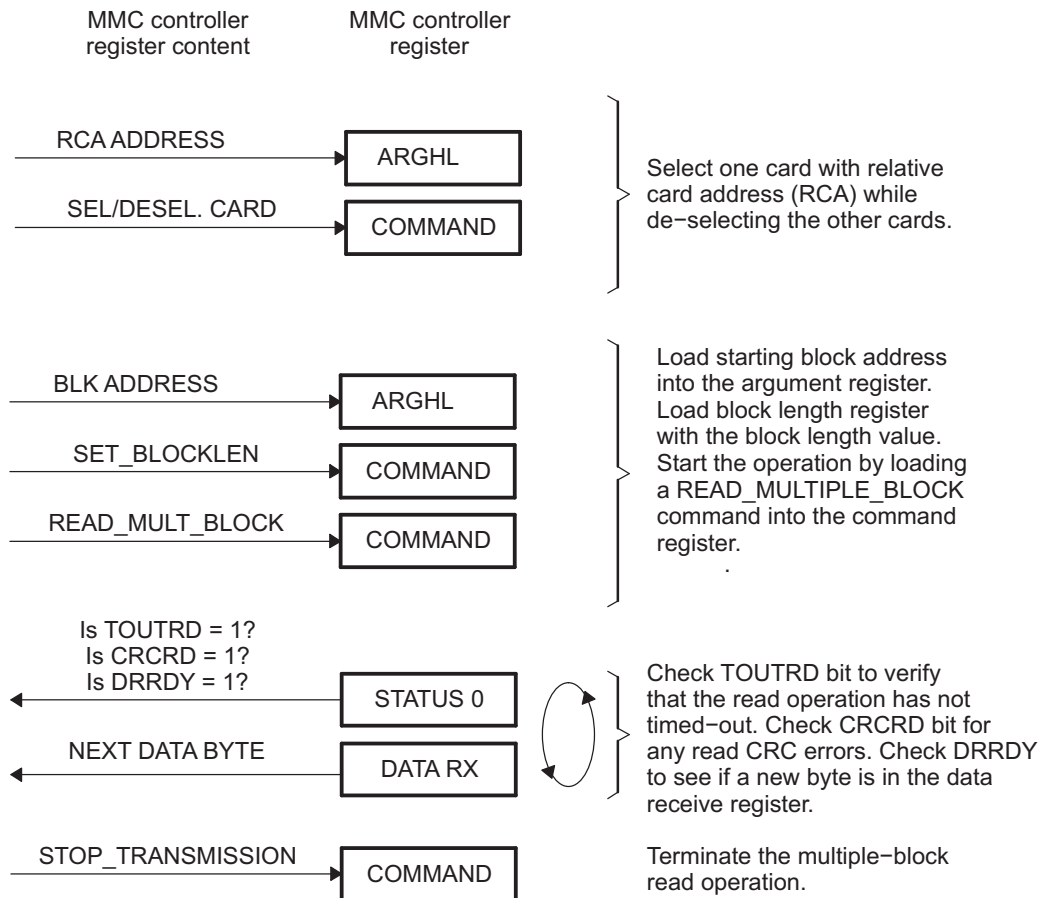 MMC controller
register content
MMC controller
register
RCA ADDRESS
ARGHL
SEL/DESEL. CARD
COMMAND
Select one card with relative
card address (RCA) while
de−selecting the other cards.
BLK ADDRESS
ARGHL
SET_BLOCKLEN
COMMAND
READ_MULT_BLOCK
COMMAND
Load starting block address
into the argument register.
Load block length register
with the block length value.
Start the operation by loading
a READ_MULTIPLE_BLOCK
command into the command
register.
.
Is TOUTRD = 1?
Is CRCRD = 1?
Is DRRDY = 1?
STATUS 0
NEXT DATA BYTE
DATA RX
Check TOUTRD bit to verify
that the read operation has not
timed−out. Check CRCRD bit for
any read CRC errors. Check DRRDY
to see if a new byte is in the data
receive register.
STOP_TRANSMISSION
COMMAND
Terminate the multiple−block
read operation.